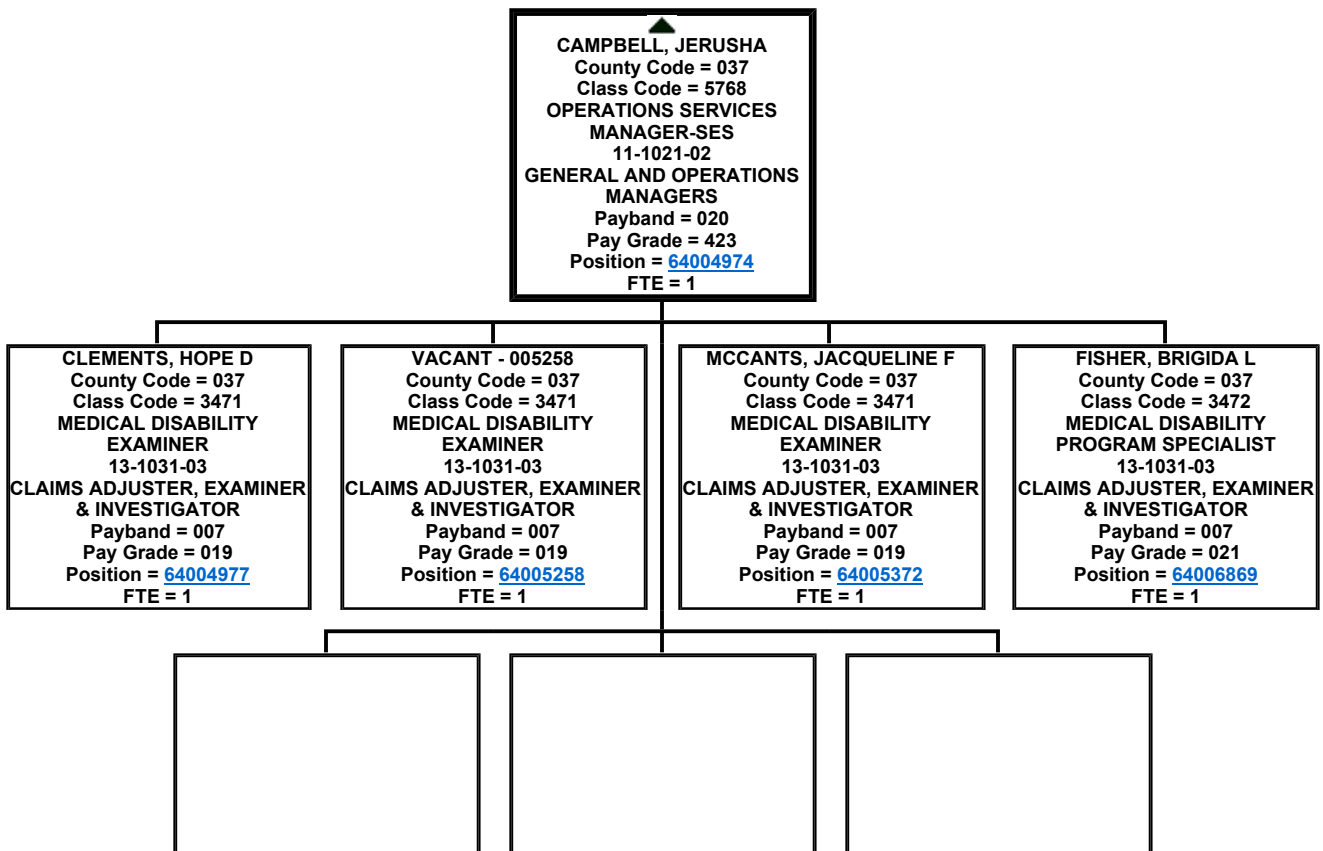 CAMPBELL, JERUSHA
County Code = 037
Class Code = 5768
OPERATIONS SERVICES
MANAGER-SES
11-1021-02
GENERAL AND OPERATIONS
MANAGERS
Payband = 020
Pay Grade = 423
Position = 64004974
FTE = 1
CLEMENTS, HOPE D
County Code = 037
Class Code = 3471
MEDICAL DISABILITY
EXAMINER
13-1031-03
CLAIMS ADJUSTER, EXAMINER
& INVESTIGATOR
Payband = 007
Pay Grade = 019
Position = 64004977
FTE = 1
VACANT - 005258
County Code = 037
Class Code = 3471
MEDICAL DISABILITY
EXAMINER
13-1031-03
CLAIMS ADJUSTER, EXAMINER
& INVESTIGATOR
Payband = 007
Pay Grade = 019
Position = 64005258
FTE = 1
MCCANTS, JACQUELINE F
County Code = 037
Class Code = 3471
MEDICAL DISABILITY
EXAMINER
13-1031-03
CLAIMS ADJUSTER, EXAMINER
& INVESTIGATOR
Payband = 007
Pay Grade = 019
Position = 64005372
FTE = 1
FISHER, BRIGIDA L
County Code = 037
Class Code = 3472
MEDICAL DISABILITY
PROGRAM SPECIALIST
13-1031-03
CLAIMS ADJUSTER, EXAMINER
& INVESTIGATOR
Payband = 007
Pay Grade = 021
Position = 64006869
FTE = 1